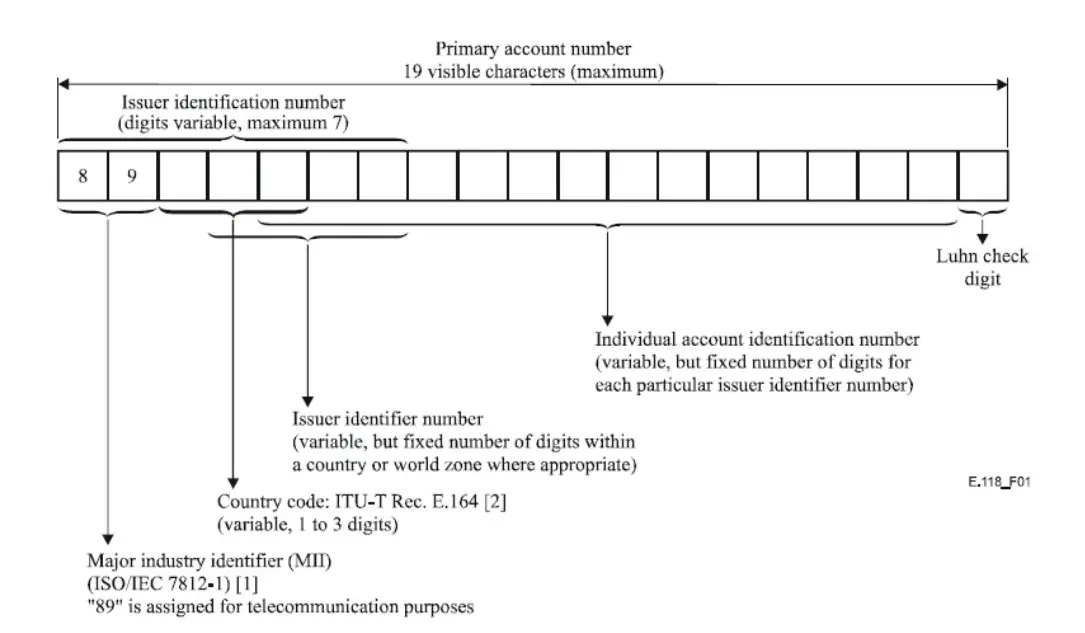 Primary account number
19 visible characters (maximum)
Issuer identification number
(digits variable, maximum 7)
8 9
Luhn check
digit
Individual account identification number
(variable, but fixed number of digits for
each particular issuer identifier number)
Issuer identifier number
(variable, but fixed number of digits within
a country or world zone where appropriate)
E.118_F01
Country code: ITU-T Rec. E.164 [2]
(variable, 1 to 3 digits)
Major industry identifier (MII)
(ISO/IEC 7812-1) [1]
"89" is assigned for telecommunication purposes